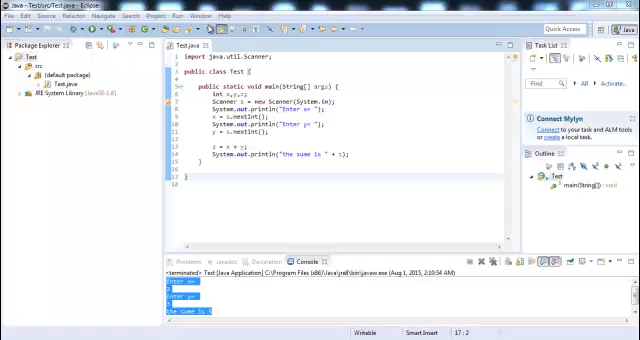 Java - Test/src/Test.java - Eclipse
File Edit Source Refactor Navigate Search Project Run Window Help
Quick Access
Java
Package Explorer
Test
src
(default package)
Test.java
JRE System Library [JavaSE-1.8]
Test.java
import java.util.Scanner;
public class Test {
public static void main(String[] args) {
int x,y,z;
Scanner s = new Scanner(System.in);
System.out.println("Enter x= ");
x = s.nextInt();
System.out.println("Enter y= ");
y = s.nextInt();
z = x + y;
System.out.println("the sume is " + z);
}
}
Task List
Find
All
Activate...
Connect Mylyn
Connect to your task and ALM tools
or create a local task.
Outline
Test
main(String[]) : void
Problems Javadoc Declaration Console
<terminated> Test [Java Application] C:\Program Files (x86)\Java\jre8\bin\javaw.exe (Aug 1, 2015, 2:10:54 PM)
Enter x=
2
Enter y=
3
the sume is 5
Writable Smart Insert 17 : 2